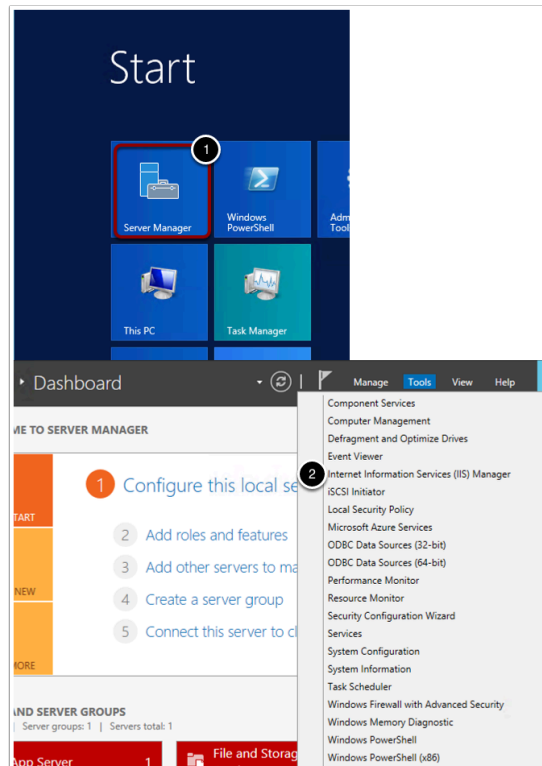 Start
1
Server Manager
Windows PowerShell
Adm
Tool
This PC
Task Manager
Dashboard
Manage Tools View Help
ME TO SERVER MANAGER
TART
NEW
MORE
1 Configure this local se
2 Add roles and features
3 Add other servers to ma
4 Create a server group
5 Connect this server to cl
AND SERVER GROUPS
Server groups: 1 | Servers total: 1
App Server 1
File and Storag
Component Services
Computer Management
Defragment and Optimize Drives
Event Viewer
2
Internet Information Services (IIS) Manager
iSCSI Initiator
Local Security Policy
Microsoft Azure Services
ODBC Data Sources (32-bit)
ODBC Data Sources (64-bit)
Performance Monitor
Resource Monitor
Security Configuration Wizard
Services
System Configuration
System Information
Task Scheduler
Windows Firewall with Advanced Security
Windows Memory Diagnostic
Windows PowerShell
Windows PowerShell (x86)